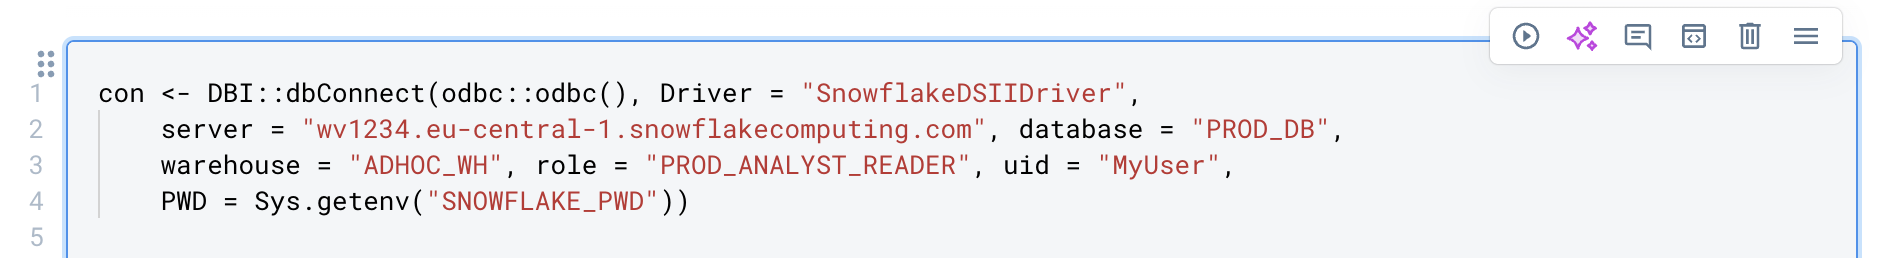 1 con <- DBI::dbConnect(odbc::odbc(), Driver = "SnowflakeDSIIDriver",
2     server = "wv1234.eu-central-1.snowflakecomputing.com", database = "PROD_DB",
3     warehouse = "ADHOC_WH", role = "PROD_ANALYST_READER", uid = "MyUser",
4     PWD = Sys.getenv("SNOWFLAKE_PWD"))
5